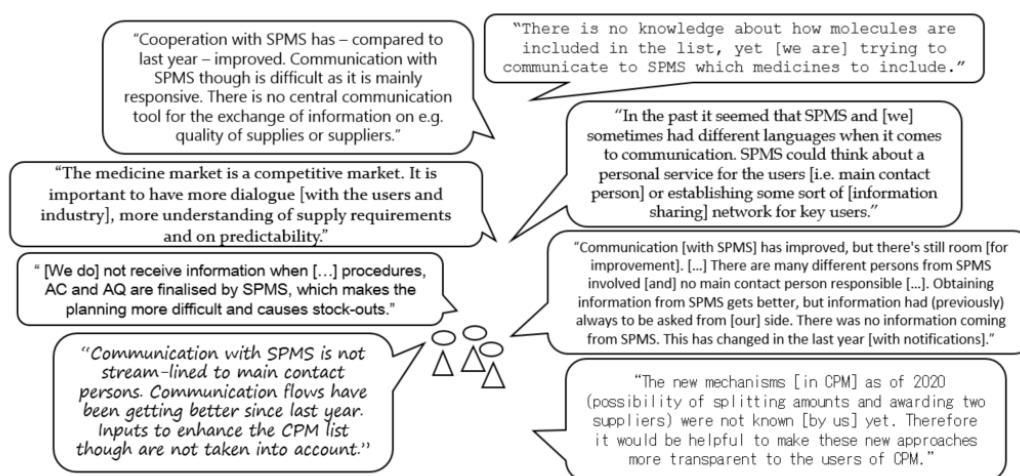 “Cooperation with SPMS has – compared to
last year – improved. Communication with
SPMS though is difficult as it is mainly
responsive. There is no central communication
tool for the exchange of information on e.g.
quality of supplies or suppliers.”
“There is no knowledge about how molecules are
included in the list, yet [we are] trying to
communicate to SPMS which medicines to include.”
“In the past it seemed that SPMS and [we]
sometimes had different languages when it comes
to communication. SPMS could think about a
personal service for the users [i.e. main contact
person] or establishing some sort of [information
sharing] network for key users.”
“The medicine market is a competitive market. It is
important to have more dialogue [with the users and
industry], more understanding of supply requirements
and on predictability.”
“Communication [with SPMS] has improved, but there's still room [for
improvement]. […] There are many different persons from SPMS
involved [and] no main contact person responsible […]. Obtaining
information from SPMS gets better, but information had (previously)
always to be asked from [our] side. There was no information coming
from SPMS. This has changed in the last year [with notifications].”
“ [We do] not receive information when […] procedures,
AC and AQ are finalised by SPMS, which makes the
planning more difficult and causes stock-outs.”
“Communication with SPMS is not
stream-lined to main contact
persons. Communication flows have
been getting better since last year.
Inputs to enhance the CPM list
though are not taken into account.”
“The new mechanisms [in CPM] as of 2020
(possibility of splitting amounts and awarding two
suppliers) were not known [by us] yet. Therefore
it would be helpful to make these new approaches
more transparent to the users of CPM.”